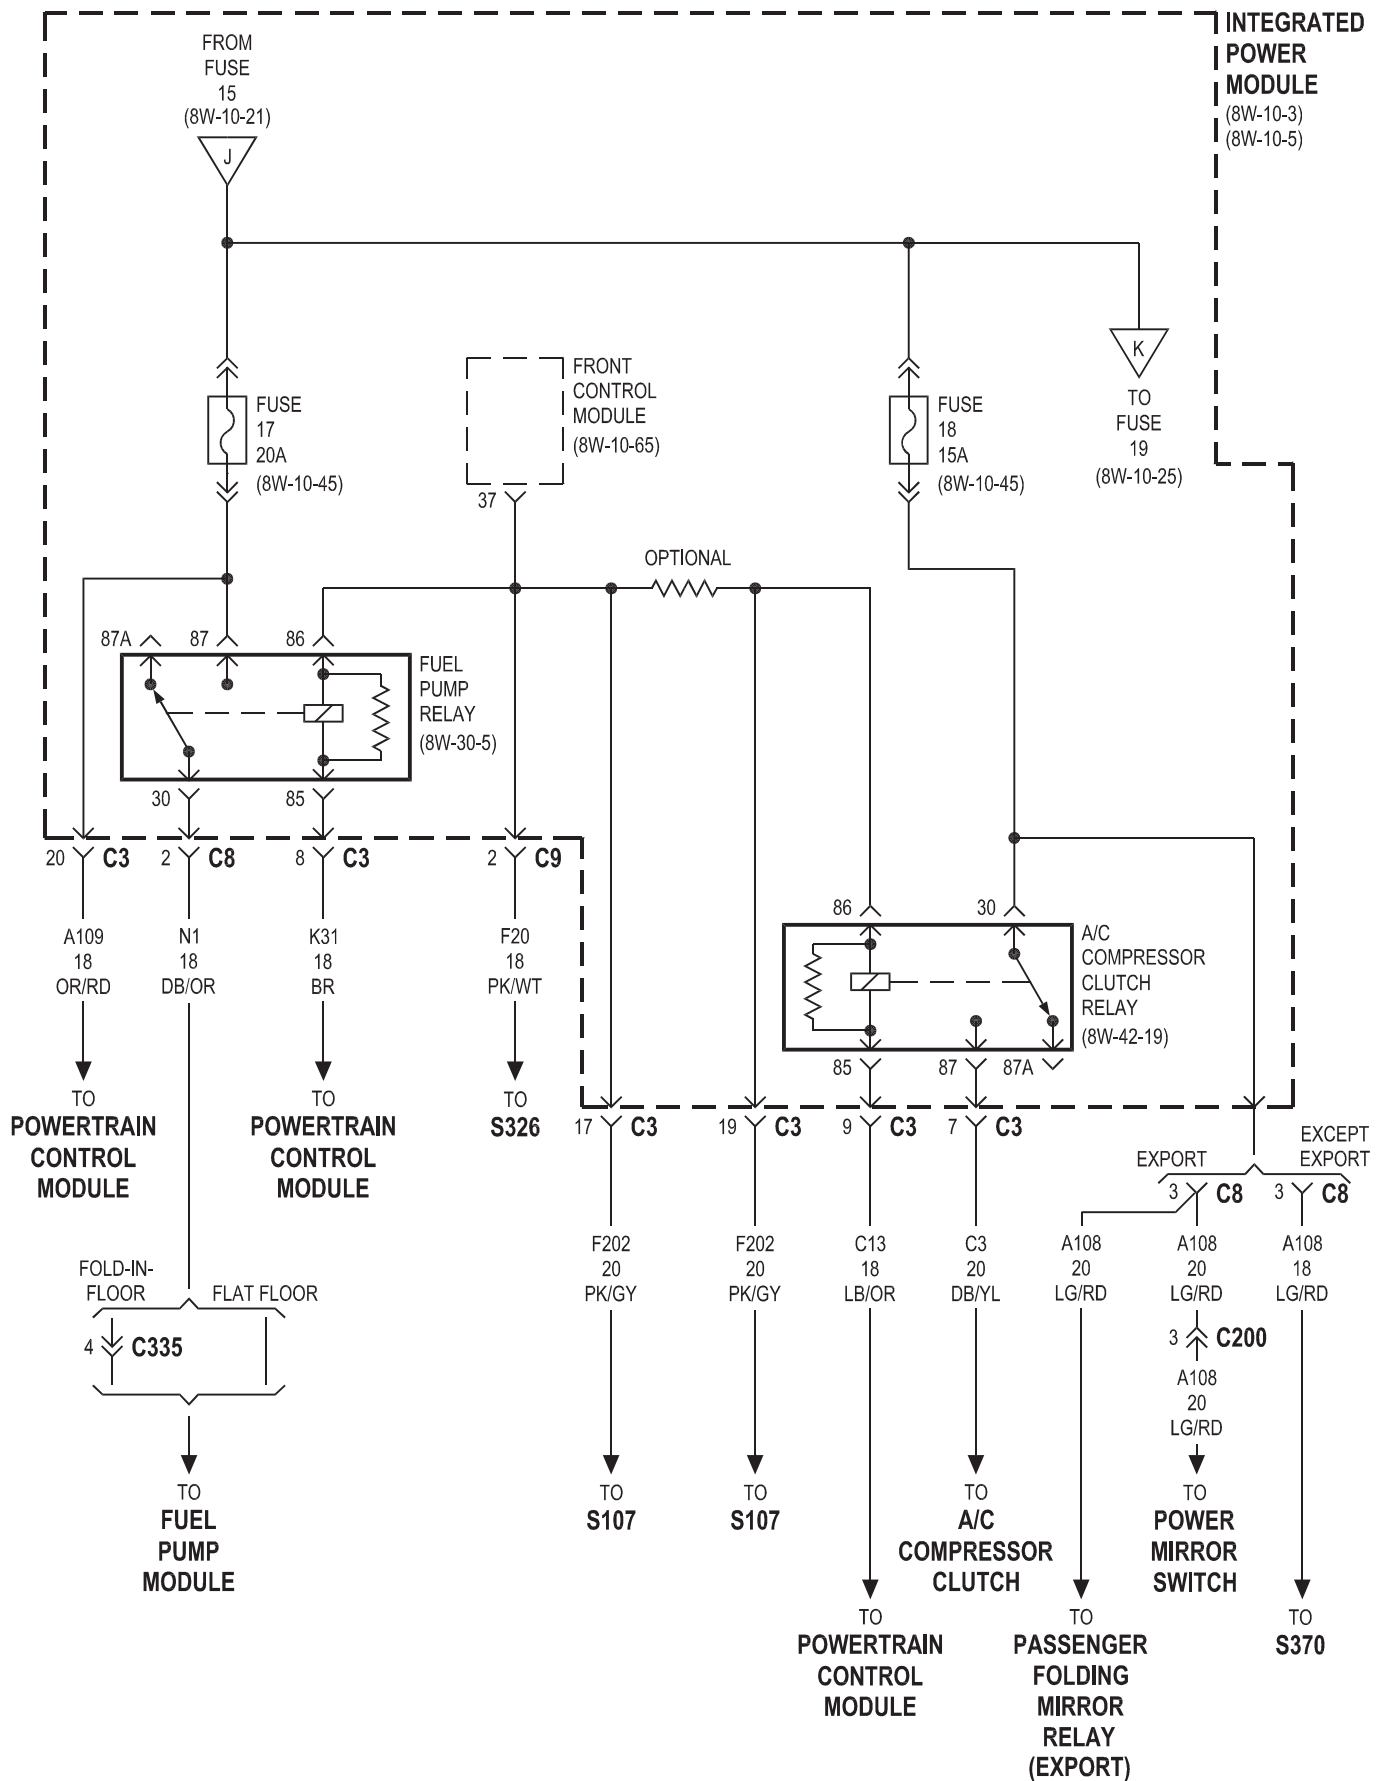 INTEGRATED
POWER
MODULE
(8W-10-3)
(8W-10-5)
FROM
FUSE
15
(8W-10-21)
J
K
TO
FUSE
19
(8W-10-25)
FUSE
17
20A
(8W-10-45)
FRONT
CONTROL
MODULE
(8W-10-65)
37
FUSE
18
15A
(8W-10-45)
OPTIONAL
87A
87
86
FUEL
PUMP
RELAY
(8W-30-5)
30
85
20 C3
2 C8
8 C3
2 C9
A109
18
OR/RD
N1
18
DB/OR
K31
18
BR
F20
18
PK/WT
TO
POWERTRAIN
CONTROL
MODULE
TO
POWERTRAIN
CONTROL
MODULE
TO
S326
86
30
A/C
COMPRESSOR
CLUTCH
RELAY
(8W-42-19)
85
87
87A
17 C3
19 C3
9 C3
7 C3
EXPORT
EXCEPT
EXPORT
3 C8
3 C8
F202
20
PK/GY
F202
20
PK/GY
C13
18
LB/OR
C3
20
DB/YL
A108
20
LG/RD
A108
20
LG/RD
A108
18
LG/RD
FOLD-IN-
FLOOR
FLAT FLOOR
4 C335
3 C200
A108
20
LG/RD
TO
FUEL
PUMP
MODULE
TO
S107
TO
S107
TO
A/C
COMPRESSOR
CLUTCH
TO
POWER
MIRROR
SWITCH
TO
POWERTRAIN
CONTROL
MODULE
TO
PASSENGER
FOLDING
MIRROR
RELAY
(EXPORT)
TO
S370